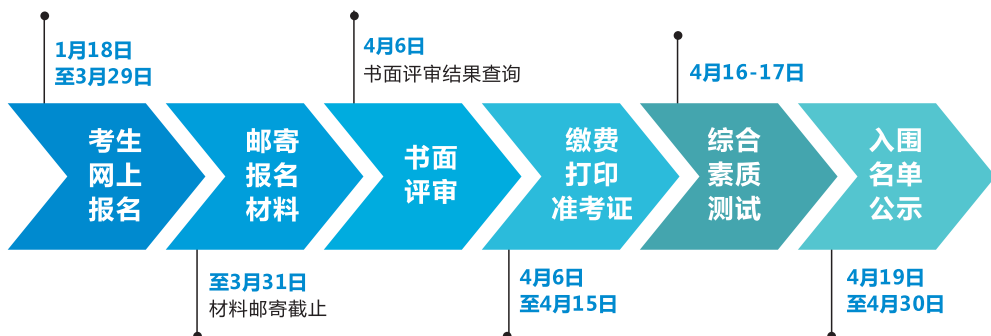 1月18日
至3月29日
4月6日
书面评审结果查询
4月16-17日
考生
网上
报名
邮寄
报名
材料
书面
评审
缴费
打印
准考证
综合
素质
测试
入围
名单
公示
至3月31日
材料邮寄截止
4月6日
至4月15日
4月19日
至4月30日